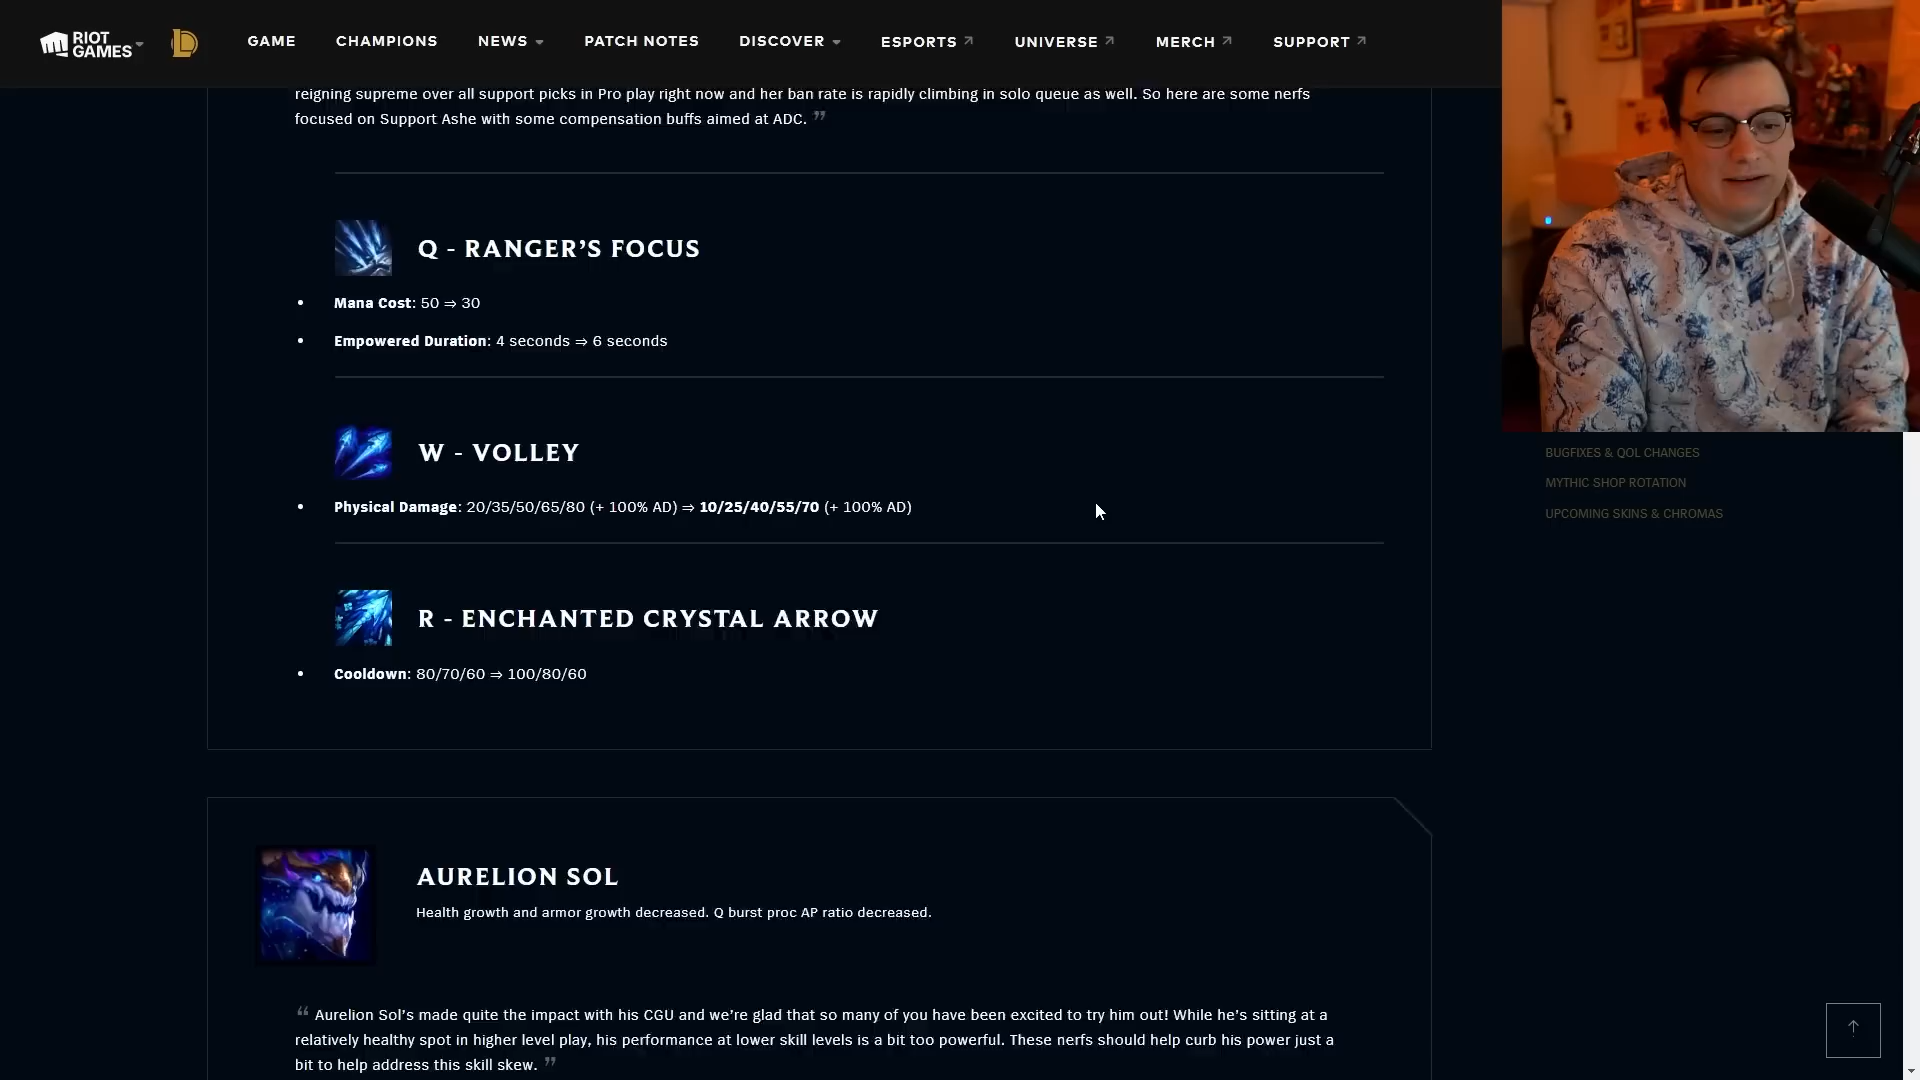 RIOT GAMES
GAME CHAMPIONS NEWS PATCH NOTES DISCOVER ESPORTS UNIVERSE MERCH SUPPORT
reigning supreme over all support picks in Pro play right now and her ban rate is rapidly climbing in solo queue as well. So here are some nerfs
focused on Support Ashe with some compensation buffs aimed at ADC. ”
Q - RANGER’S FOCUS
• Mana Cost: 50 ⇒ 30
• Empowered Duration: 4 seconds ⇒ 6 seconds
W - VOLLEY
• Physical Damage: 20/35/50/65/80 (+ 100% AD) ⇒ 10/25/40/55/70 (+ 100% AD)
R - ENCHANTED CRYSTAL ARROW
• Cooldown: 80/70/60 ⇒ 100/80/60
AURELION SOL
Health growth and armor growth decreased. Q burst proc AP ratio decreased.
“ Aurelion Sol’s made quite the impact with his CGU and we’re glad that so many of you have been excited to try him out! While he’s sitting at a
relatively healthy spot in higher level play, his performance at lower skill levels is a bit too powerful. These nerfs should help curb his power just a
bit to help address this skill skew. ”
BUGFIXES & QOL CHANGES
MYTHIC SHOP ROTATION
UPCOMING SKINS & CHROMAS